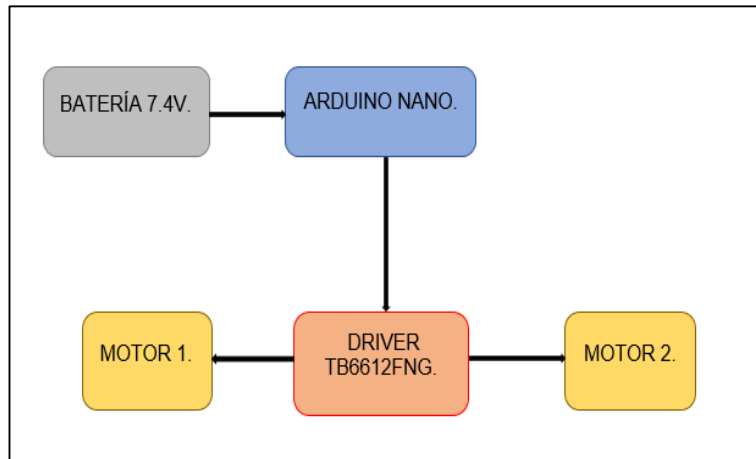 BATERÍA 7.4V.
ARDUINO NANO.
MOTOR 1.
DRIVER
TB6612FNG.
MOTOR 2.